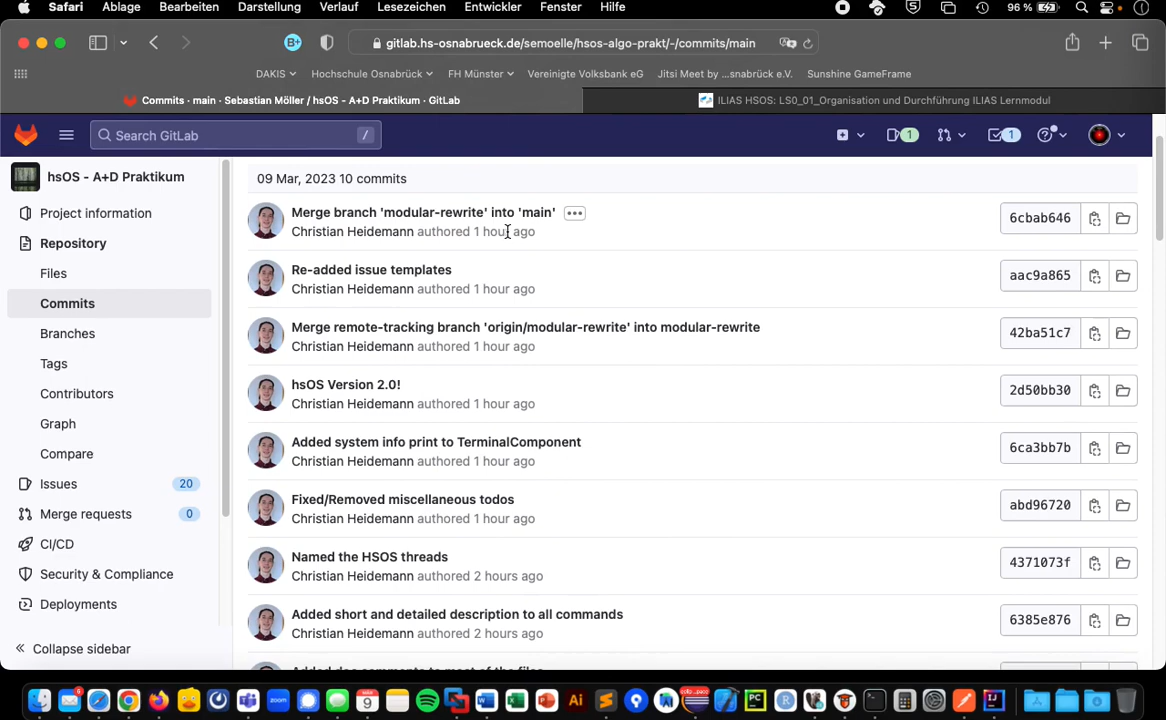 Safari Ablage Bearbeiten Darstellung Verlauf Lesezeichen Entwickler Fenster Hilfe 96 %
gitlab.hs-osnabrueck.de/semoelle/hsos-algo-prakt/-/commits/main
DAKIS Hochschule Osnabrück FH Münster Vereinigte Volksbank eG Jitsi Meet by ...snabrück e.V. Sunshine GameFrame
Commits · main · Sebastian Möller / hsOS - A+D Praktikum · GitLab
ILIAS HSOS: LS0_01_Organisation und Durchführung ILIAS Lernmodul
Search GitLab /
1 1
hsOS - A+D Praktikum
Project information
Repository
Files
Commits
Branches
Tags
Contributors
Graph
Compare
Issues 20
Merge requests 0
CI/CD
Security & Compliance
Deployments
« Collapse sidebar
09 Mar, 2023 10 commits
Merge branch 'modular-rewrite' into 'main' ...
Christian Heidemann authored 1 hour ago
6cbab646
Re-added issue templates
Christian Heidemann authored 1 hour ago
aac9a865
Merge remote-tracking branch 'origin/modular-rewrite' into modular-rewrite
Christian Heidemann authored 1 hour ago
42ba51c7
hsOS Version 2.0!
Christian Heidemann authored 1 hour ago
2d50bb30
Added system info print to TerminalComponent
Christian Heidemann authored 1 hour ago
6ca3bb7b
Fixed/Removed miscellaneous todos
Christian Heidemann authored 1 hour ago
abd96720
Named the HSOS threads
Christian Heidemann authored 2 hours ago
4371073f
Added short and detailed description to all commands
Christian Heidemann authored 2 hours ago
6385e876
Added doc comments to most of the files